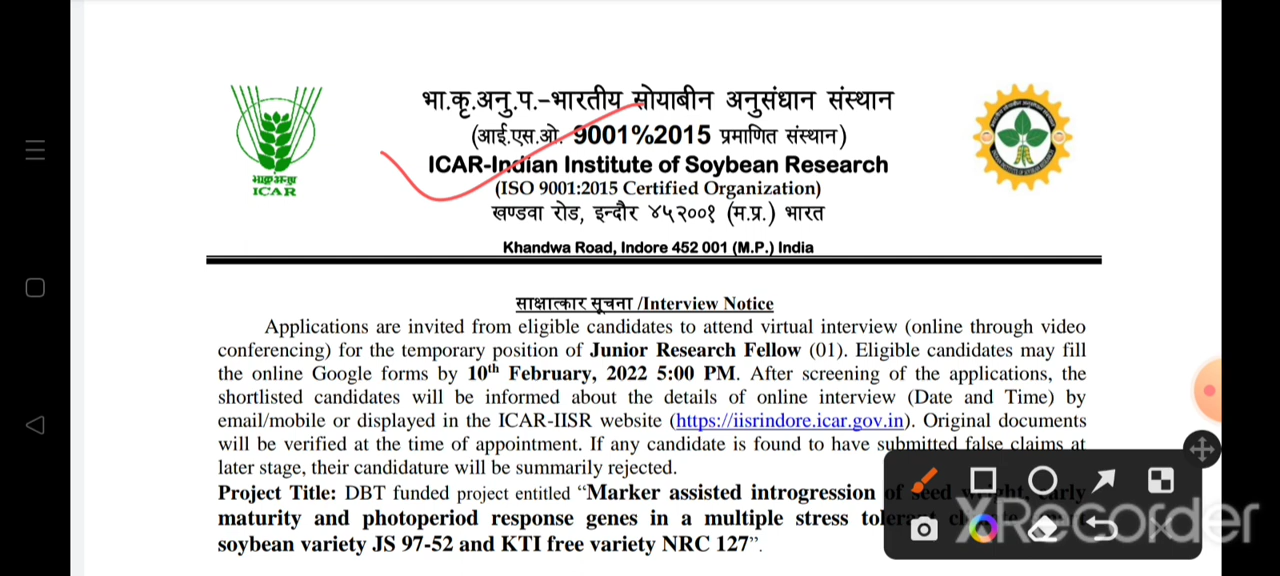 भा.कृ.अनु.प.–भारतीय सोयाबीन अनुसंधान संस्थान
(आई.एस.ओ. 9001%2015 प्रमाणित संस्थान)
ICAR-Indian Institute of Soybean Research
(ISO 9001:2015 Certified Organization)
खण्डवा रोड, इन्दौर ४५२००१ (म.प्र.) भारत
Khandwa Road, Indore 452 001 (M.P.) India
भाकृअनुप
ICAR
साक्षात्कार सूचना /Interview Notice
Applications are invited from eligible candidates to attend virtual interview (online through video
conferencing) for the temporary position of Junior Research Fellow (01). Eligible candidates may fill
the online Google forms by 10th February, 2022 5:00 PM. After screening of the applications, the
shortlisted candidates will be informed about the details of online interview (Date and Time) by
email/mobile or displayed in the ICAR-IISR website (https://iisrindore.icar.gov.in). Original documents
will be verified at the time of appointment. If any candidate is found to have submitted false claims at
later stage, their candidature will be summarily rejected.
Project Title: DBT funded project entitled “Marker assisted introgression of seed early
maturity and photoperiod response genes in a multiple stress
soybean variety JS 97-52 and KTI free variety NRC 127”.
XRecorder